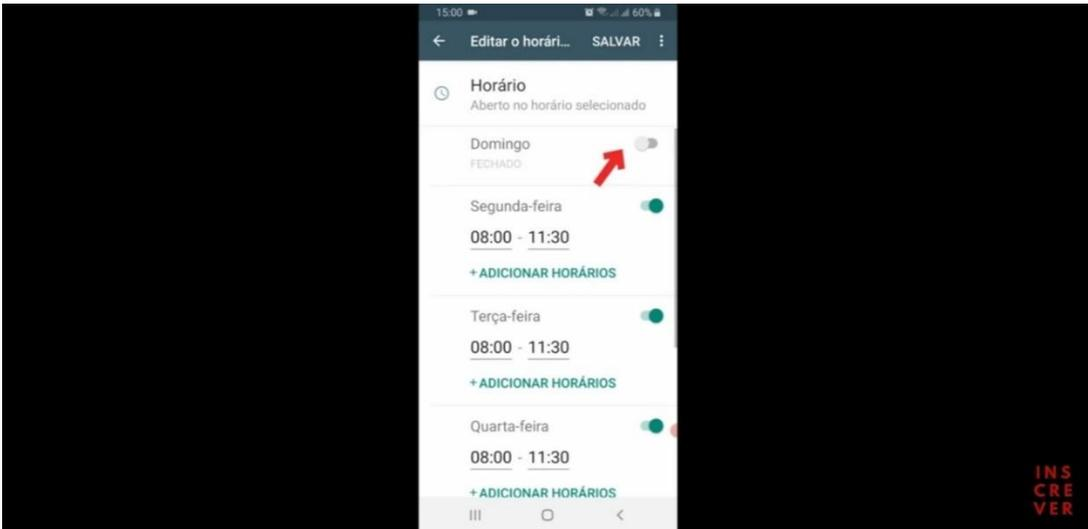 15:00
60%
Editar o horári... SALVAR
Horário
Aberto no horário selecionado
Domingo
FECHADO
Segunda-feira
08:00 - 11:30
+ ADICIONAR HORÁRIOS
Terça-feira
08:00 - 11:30
+ ADICIONAR HORÁRIOS
Quarta-feira
08:00 - 11:30
+ ADICIONAR HORÁRIOS
INS
CRE
VER